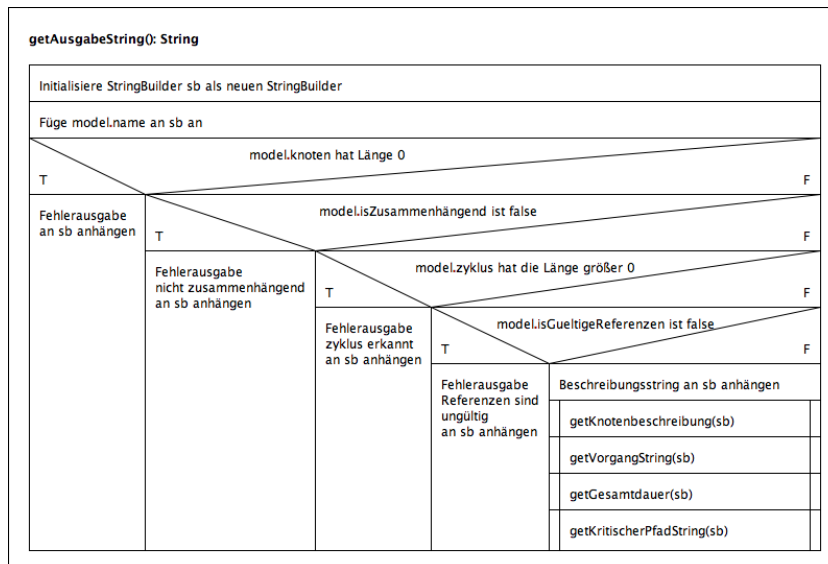 getAusgabeString(): String
Initialisiere StringBuilder sb als neuen StringBuilder
Füge model.name an sb an
model.knoten hat Länge 0
T
F
Fehlerausgabe
an sb anhängen
model.isZusammenhängend ist false
T
F
Fehlerausgabe
nicht zusammenhängend
an sb anhängen
model.zyklus hat die Länge größer 0
T
F
Fehlerausgabe
zyklus erkannt
an sb anhängen
model.isGueltigeReferenzen ist false
T
F
Fehlerausgabe
Referenzen sind
ungültig
an sb anhängen
Beschreibungsstring an sb anhängen
getKnotenbeschreibung(sb)
getVorgangString(sb)
getGesamtdauer(sb)
getKritischerPfadString(sb)